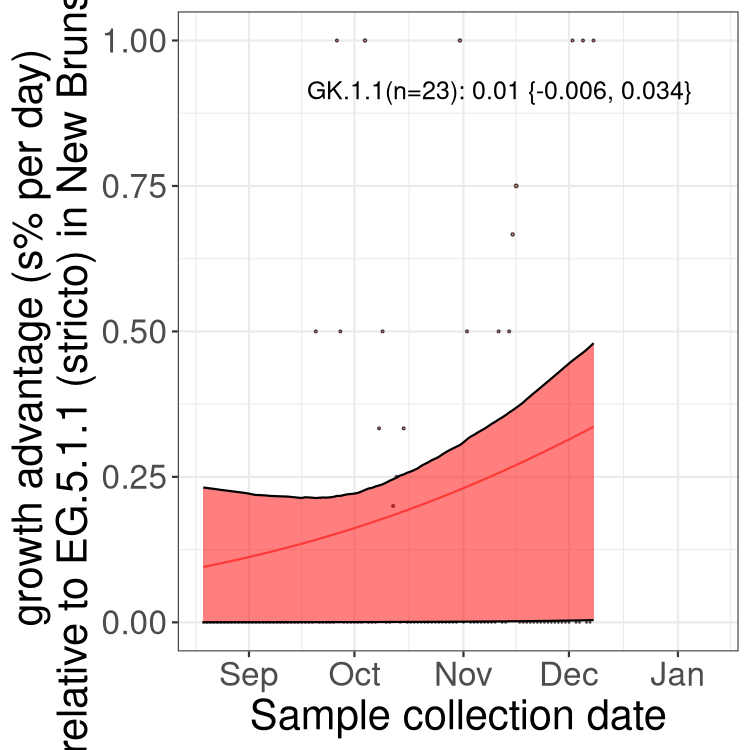 growth advantage (s% per day)
relative to EG.5.1.1 (stricto) in New Bruns
1.00
0.75
0.50
0.25
0.00
GK.1.1(n=23): 0.01 {-0.006, 0.034}
Sep Oct Nov Dec Jan
Sample collection date